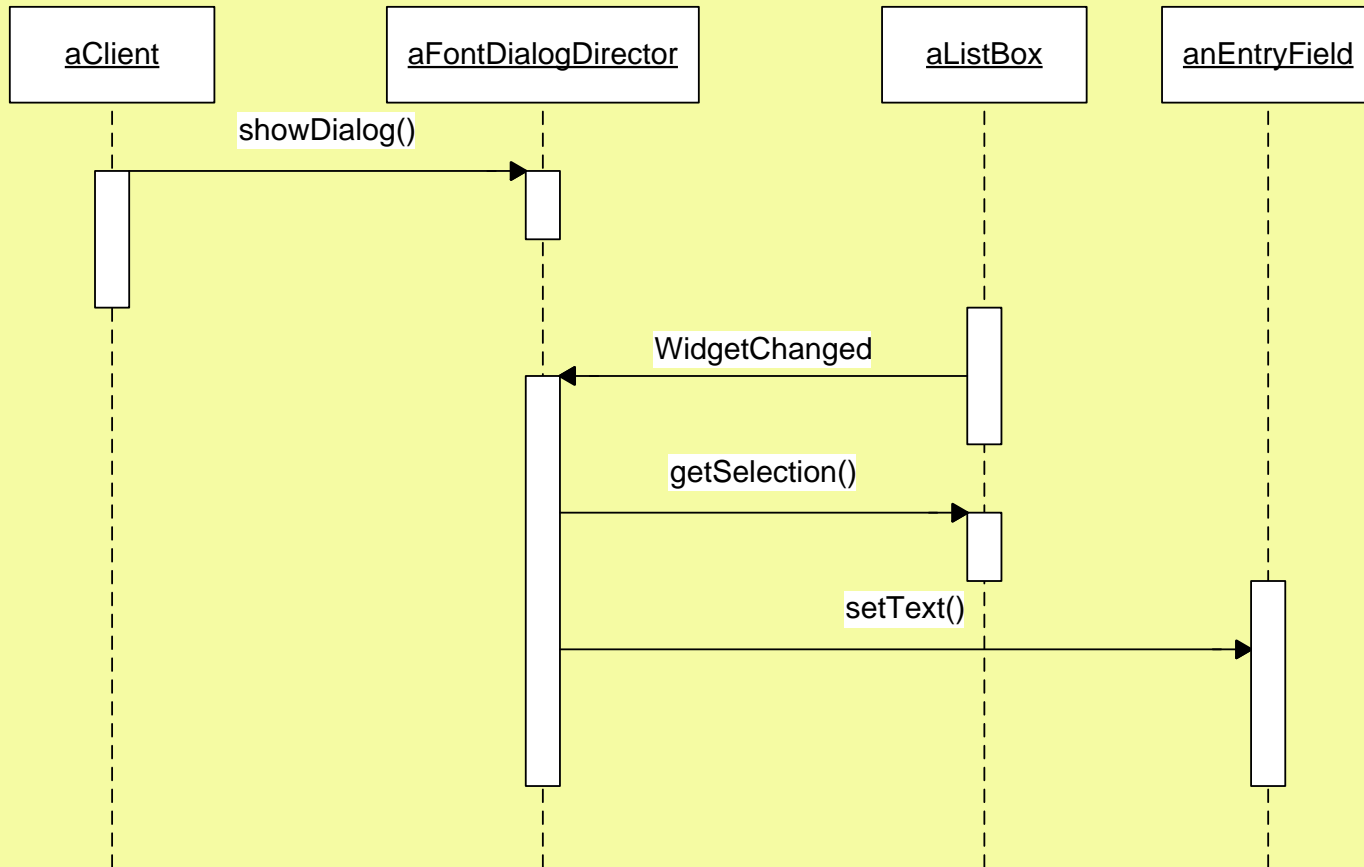 aClient
aFontDialogDirector
aListBox
anEntryField
showDialog()
WidgetChanged
getSelection()
setText()